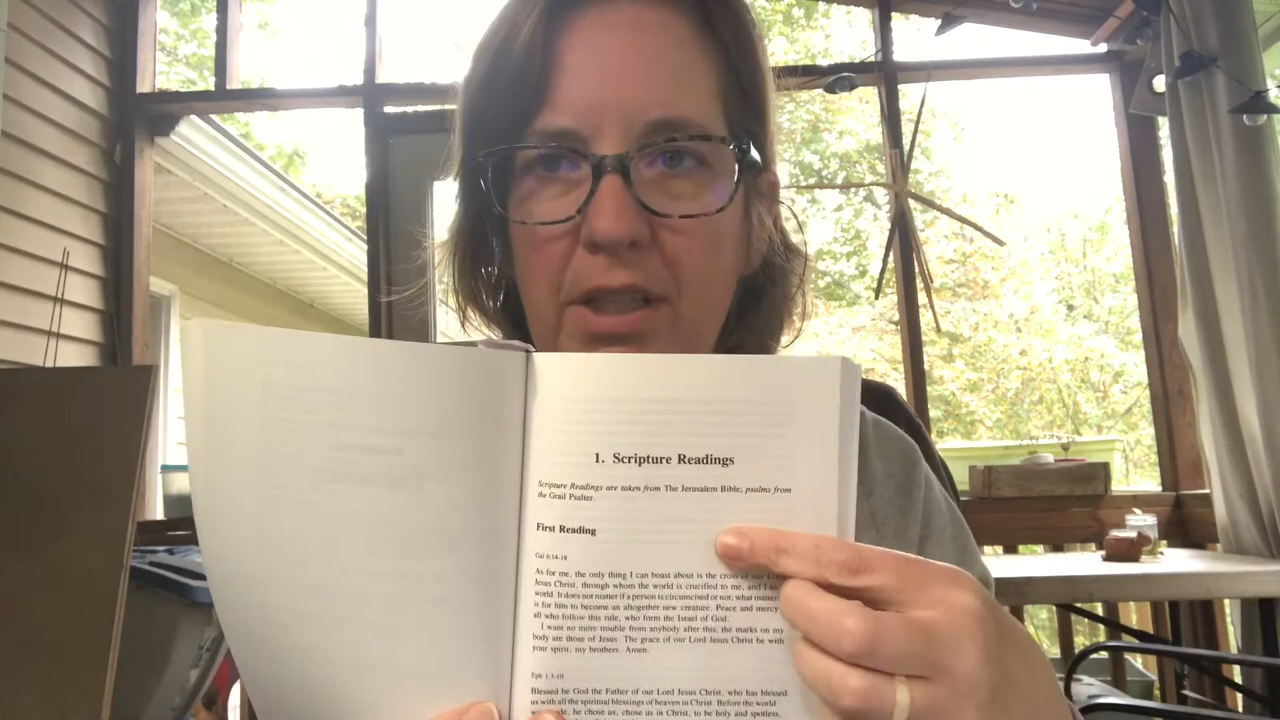 1. Scripture Readings
Scripture Readings are taken from The Jerusalem Bible; psalms from
the Grail Psalter.
First Reading
Gal 6:14-18
As for me, the only thing I can boast about is the cross of our
Jesus Christ, through whom the world is crucified to me, and I to
world. It does not matter if a person is circumcised or not; what matters
is for him to become an altogether new creature. Peace and mercy
all who follow this rule, who form the Israel of God.
I want no more trouble from anybody after this; the marks on my
body are those of Jesus. The grace of our Lord Jesus Christ be with
your spirit, my brothers. Amen.
Eph 1:3-10
Blessed be God the Father of our Lord Jesus Christ, who has blessed
us with all the spiritual blessings of heaven in Christ. Before the world
he chose us, chose us in Christ, to be holy and spotless,